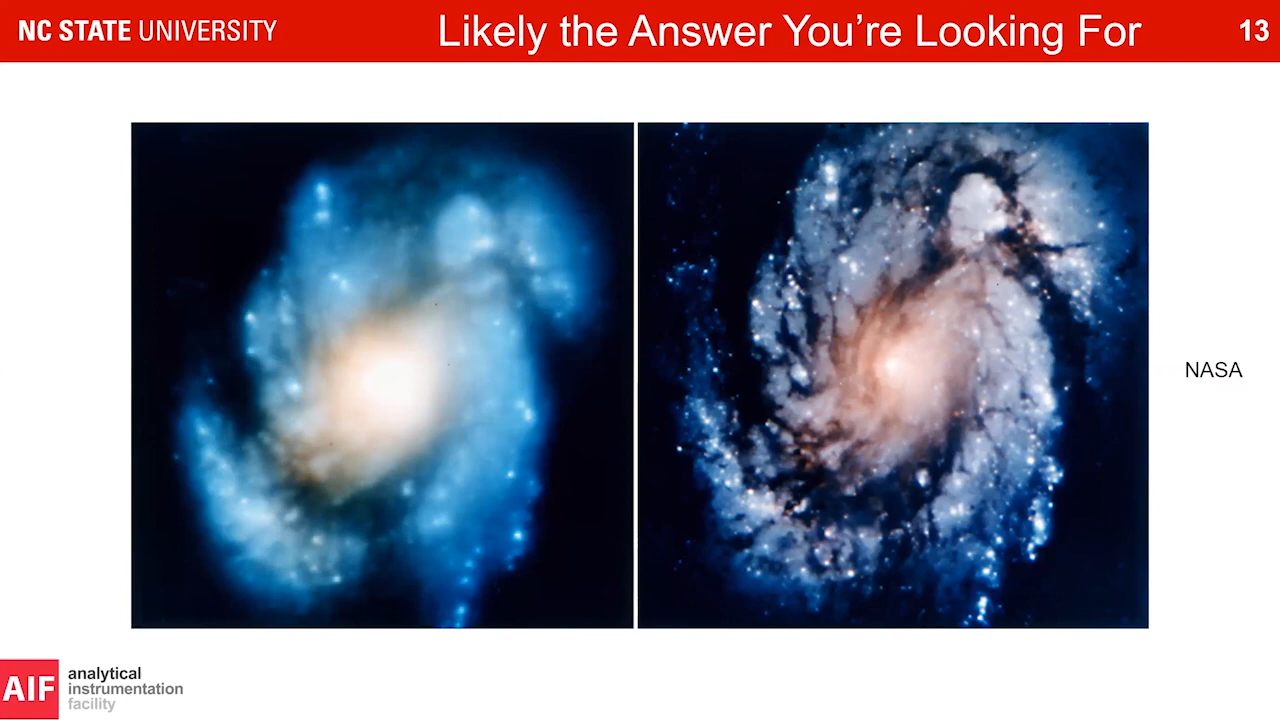 NC STATE UNIVERSITY
Likely the Answer You’re Looking For
13
NASA
AIF
analytical
instrumentation
facility